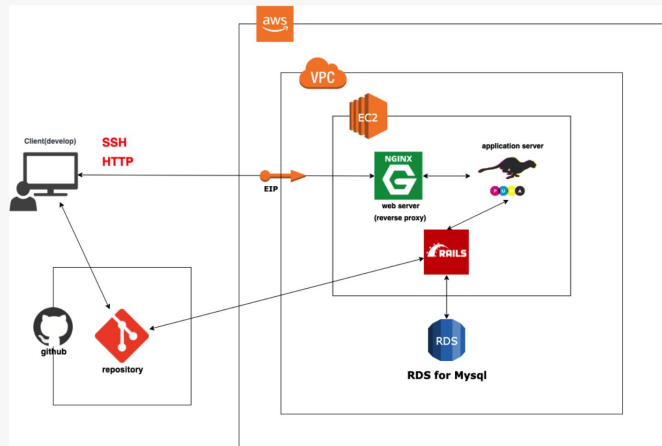 aws
VPC
EC2
Client(develop)
SSH
HTTP
EIP
NGINX
G
web server
(reverse proxy)
application server
PUMA
RAILS
github
repository
RDS
RDS for Mysql